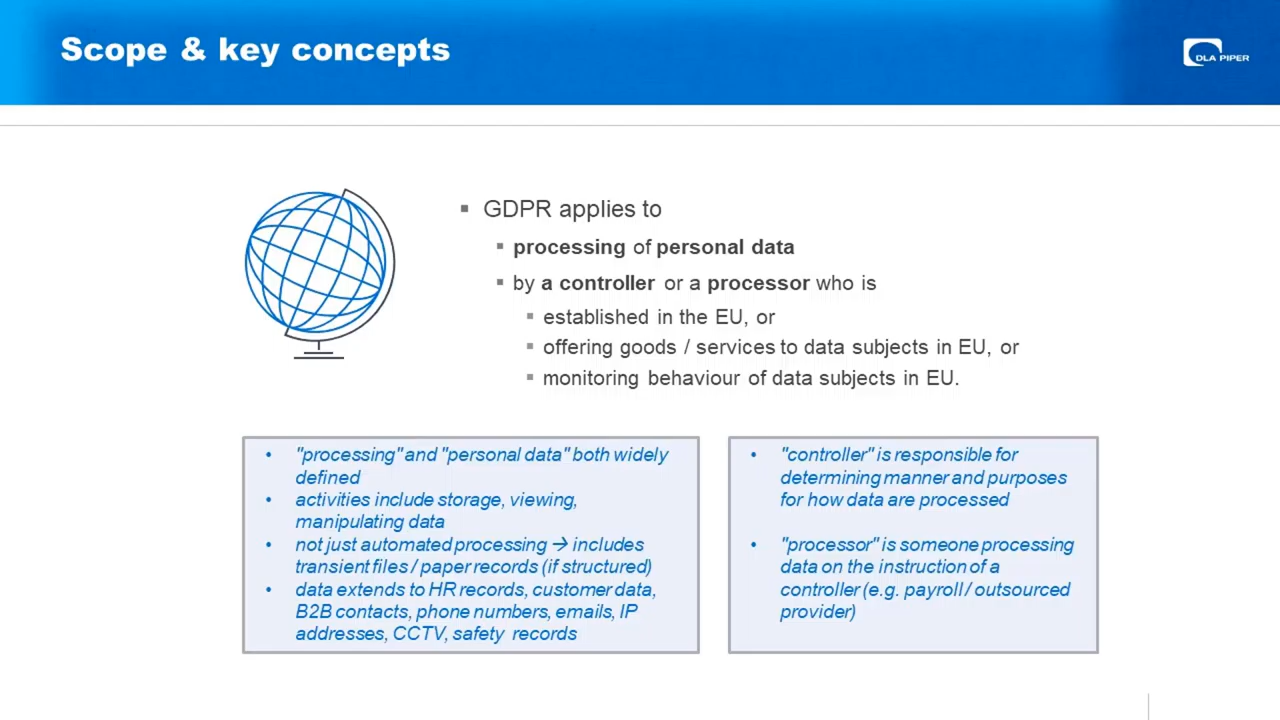 Scope & key concepts
DLA PIPER
▪ GDPR applies to
▪ processing of personal data
▪ by a controller or a processor who is
▪ established in the EU, or
▪ offering goods / services to data subjects in EU, or
▪ monitoring behaviour of data subjects in EU.
• "processing" and "personal data" both widely
defined
• activities include storage, viewing,
manipulating data
• not just automated processing → includes
transient files / paper records (if structured)
• data extends to HR records, customer data,
B2B contacts, phone numbers, emails, IP
addresses, CCTV, safety records
• "controller" is responsible for
determining manner and purposes
for how data are processed
• "processor" is someone processing
data on the instruction of a
controller (e.g. payroll / outsourced
provider)